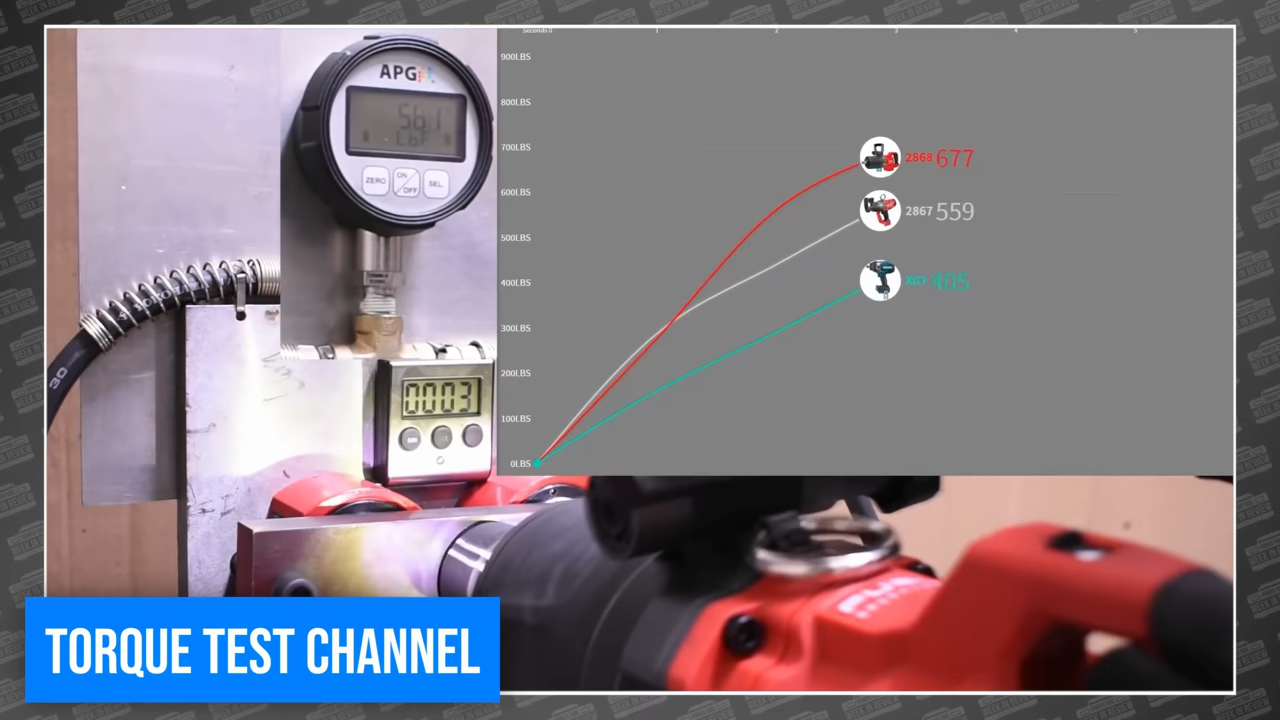 Seconds 0
1
2
3
4
5
APG
900LBS
800LBS
700LBS
600LBS
500LBS
400LBS
300LBS
200LBS
100LBS
0LBS
ZERO
ON/OFF
SEL
2868 677
2867 559
XGT 405
30
0003
TORQUE TEST CHANNEL